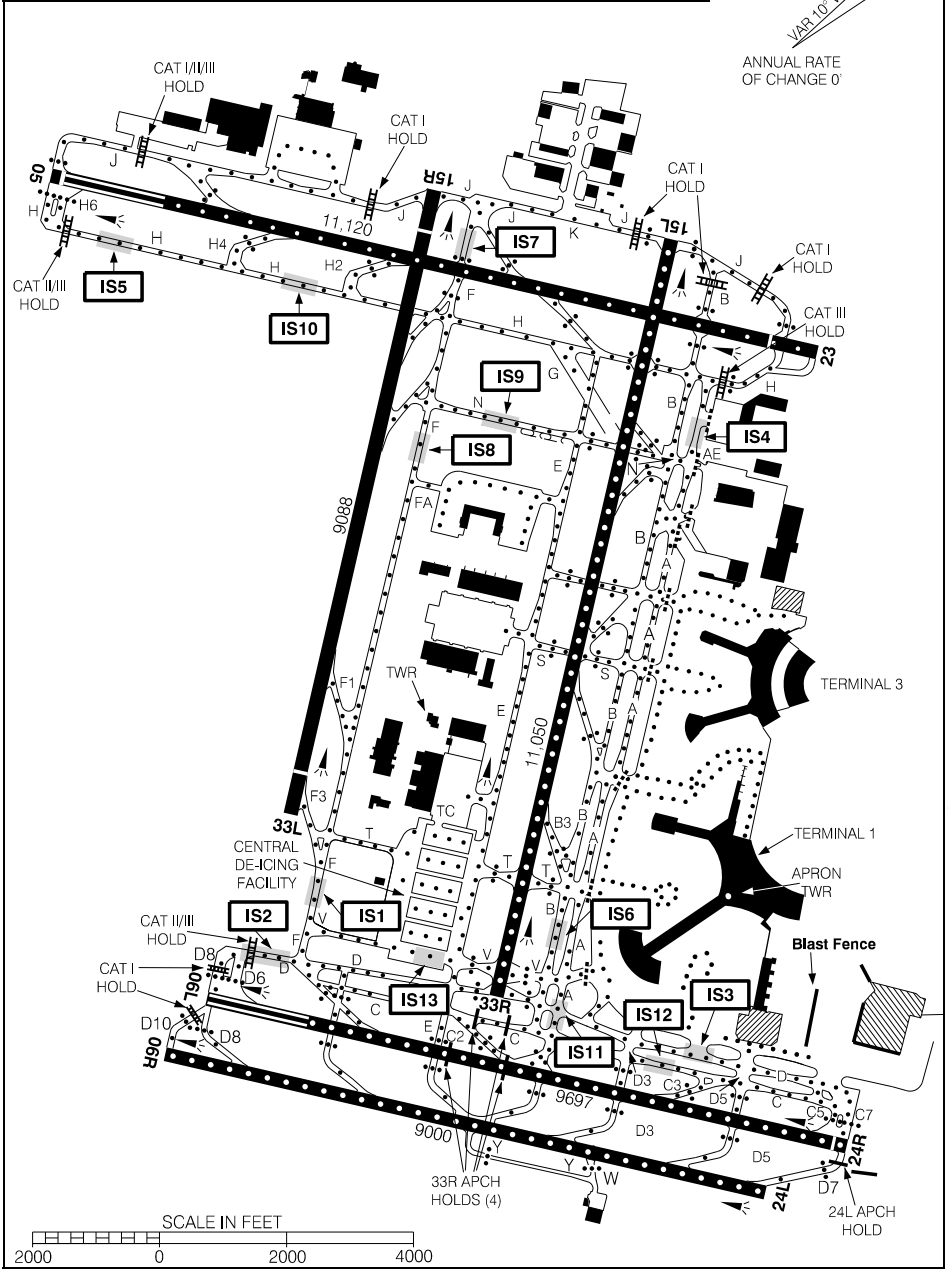 VAR 10° W
ANNUAL RATE
OF CHANGE 0'
CAT I/II/III
HOLD
CAT I
HOLD
CAT I
HOLD
CAT I
HOLD
CAT III
HOLD
CAT II/III
HOLD
05
15R
15L
23
J
J
J
J
J
J
K
H
H6
H
H4
H
H2
11,120
IS5
IS10
IS7
F
H
B
H
G
IS9
N
B
IS4
AE
N
F
IS8
E
FA
9088
B
A
A
S
S
F1
TWR
E
B
A
TERMINAL 3
11,050
F3
33L
TC
T
B3
B
A
TERMINAL 1
CENTRAL
DE-ICING
FACILITY
F
T
T
APRON
TWR
IS2
V
IS1
B
IS6
CAT II/III
HOLD
F
A
Blast Fence
D8
D
D
V
V
CAT I
HOLD
D6
06L
C
IS13
33R
A
IS12
IS3
D10
D8
E
C2
C
IS11
D3
C3
D5
D
C
C5
C7
06R
9697
9000
D3
D5
24R
Y
Y
W
24L
D7
33R APCH
HOLDS (4)
24L APCH
HOLD
SCALE IN FEET
2000
0
2000
4000